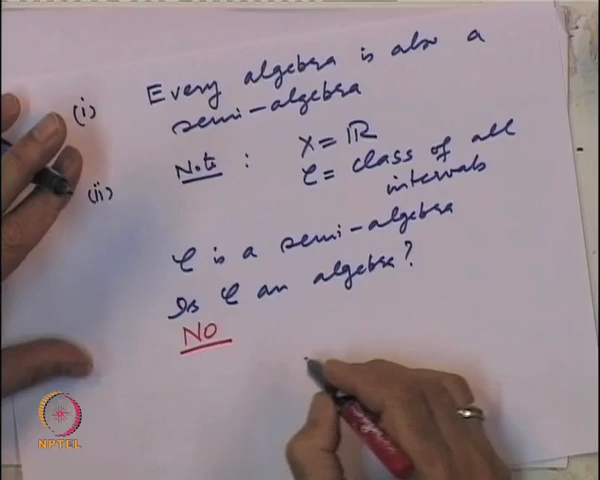 (i) Every algebra is also a
semi-algebra
(ii) Note : X = ℝ
C = class of all
intervals
C is a semi-algebra
Is C an algebra?
NO
NPTEL